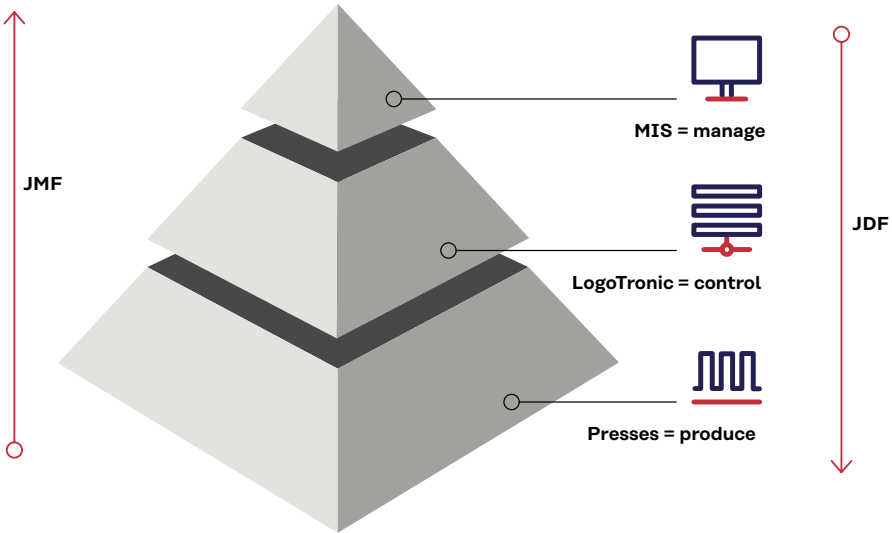 MIS = manage
JMF
JDF
LogoTronic = control
Presses = produce